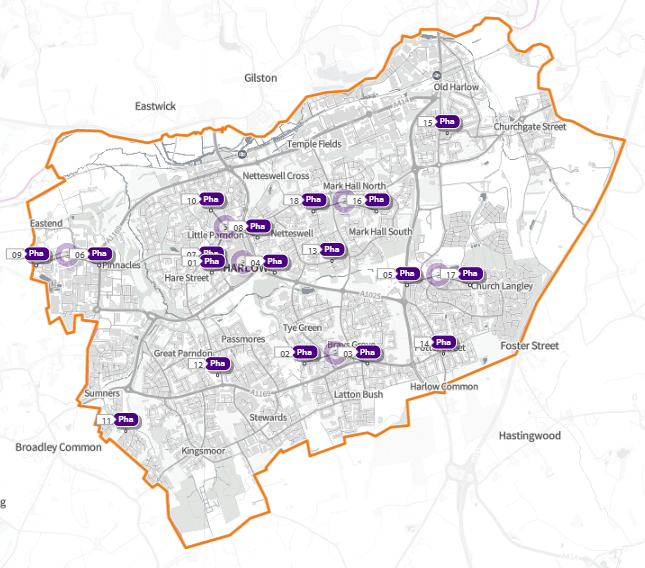 Gilston
Eastwick
Old Harlow
A414
15 Pha
Churchgate Street
Temple Fields
Netteswell Cross
Mark Hall North
10 Pha
18 Pha
16 Pha
Eastend
Little Parndon
08 Pha
Netteswell
Mark Hall South
09 Pha
06 Pha
Pinnacles
07 Pha
01 Pha
HARLOW
04 Pha
13 Pha
Hare Street
05 Pha
17 Pha
Church Langley
A1025
Tye Green
Passmores
14 Pha
Foster Street
Great Parndon
12 Pha
02 Pha
03 Pha
Harlow Common
Sumners
A1169
Latton Bush
11 Pha
Stewards
Broadley Common
Kingsmoor
Hastingwood
g